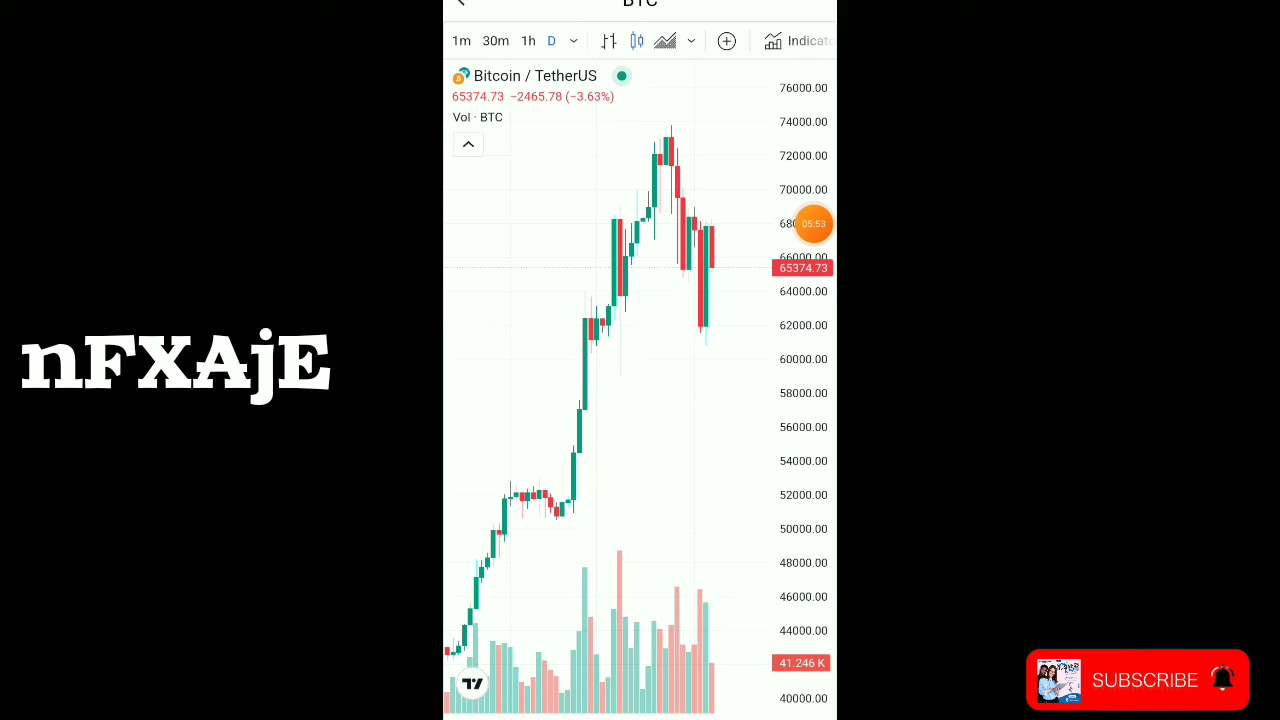 BTC
1m 30m 1h D Indicato
Bitcoin / TetherUS
65374.73 −2465.78 (−3.63%)
Vol · BTC
76000.00
74000.00
72000.00
70000.00
05:53
66000.00
65374.73
64000.00
62000.00
60000.00
58000.00
56000.00
54000.00
52000.00
50000.00
48000.00
46000.00
44000.00
41.246 K
40000.00
nFXAjE
SUBSCRIBE